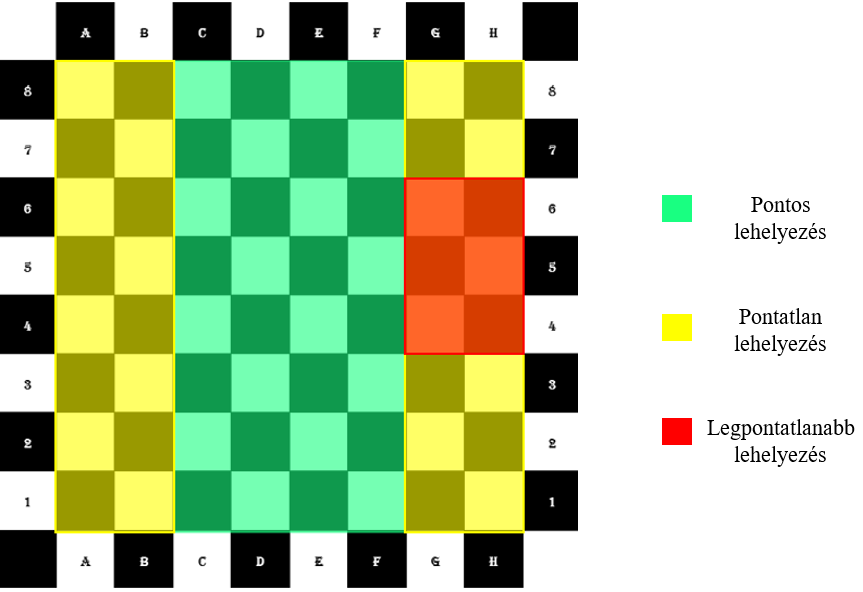 A B C D E F G H
8 8
7 7
6 6
5 5
4 4
3 3
2 2
1 1
A B C D E F G H
Pontos
lehelyezés
Pontatlan
lehelyezés
Legpontatlanabb
lehelyezés